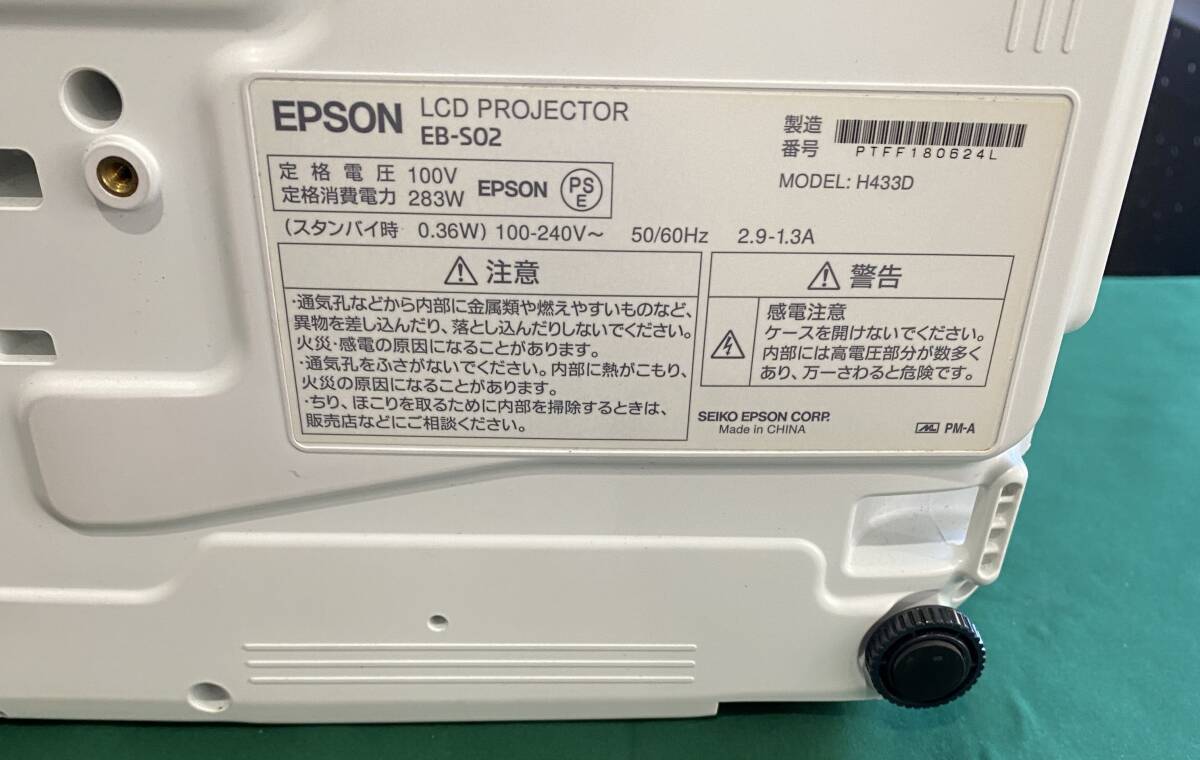 EPSON LCD PROJECTOR
EB-S02
製造
番号
PTFF180624L
MODEL: H433D
定格電圧 100V
定格消費電力 283W
EPSON
PS
E
(スタンバイ時 0.36W) 100-240V～ 50/60Hz 2.9-1.3A
注意
・通気孔などから内部に金属類や燃えやすいものなど、
異物を差し込んだり、落とし込んだりしないでください。
火災・感電の原因になることがあります。
・通気孔をふさがないでください。内部に熱がこもり、
火災の原因になることがあります。
・ちり、ほこりを取るために内部を掃除するときは、
販売店などにご相談ください。
警告
感電注意
ケースを開けないでください。
内部には高電圧部分が数多く
あり、万一さわると危険です。
SEIKO EPSON CORP.
Made in CHINA
PM-A